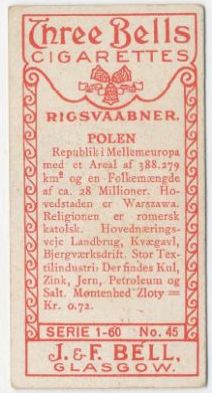 Three Bells
CIGARETTES
RIGSVAABNER.
POLEN
Republik i Mellemeuropa
med et Areal af 388.279
km² og en Folkemængde
af ca. 28 Millioner. Ho-
vedstaden er Warszawa.
Religionen er romersk
katolsk. Hovednærings-
veje Landbrug, Kvægavl,
Bjergværksdrift. Stor Tex-
tilindustri: Der findes Kul,
Zink, Jern, Petroleum og
Salt. Møntenhed Zloty =
Kr. 0.72.
SERIE 1-60 No. 45
J. & F. BELL,
GLASGOW.